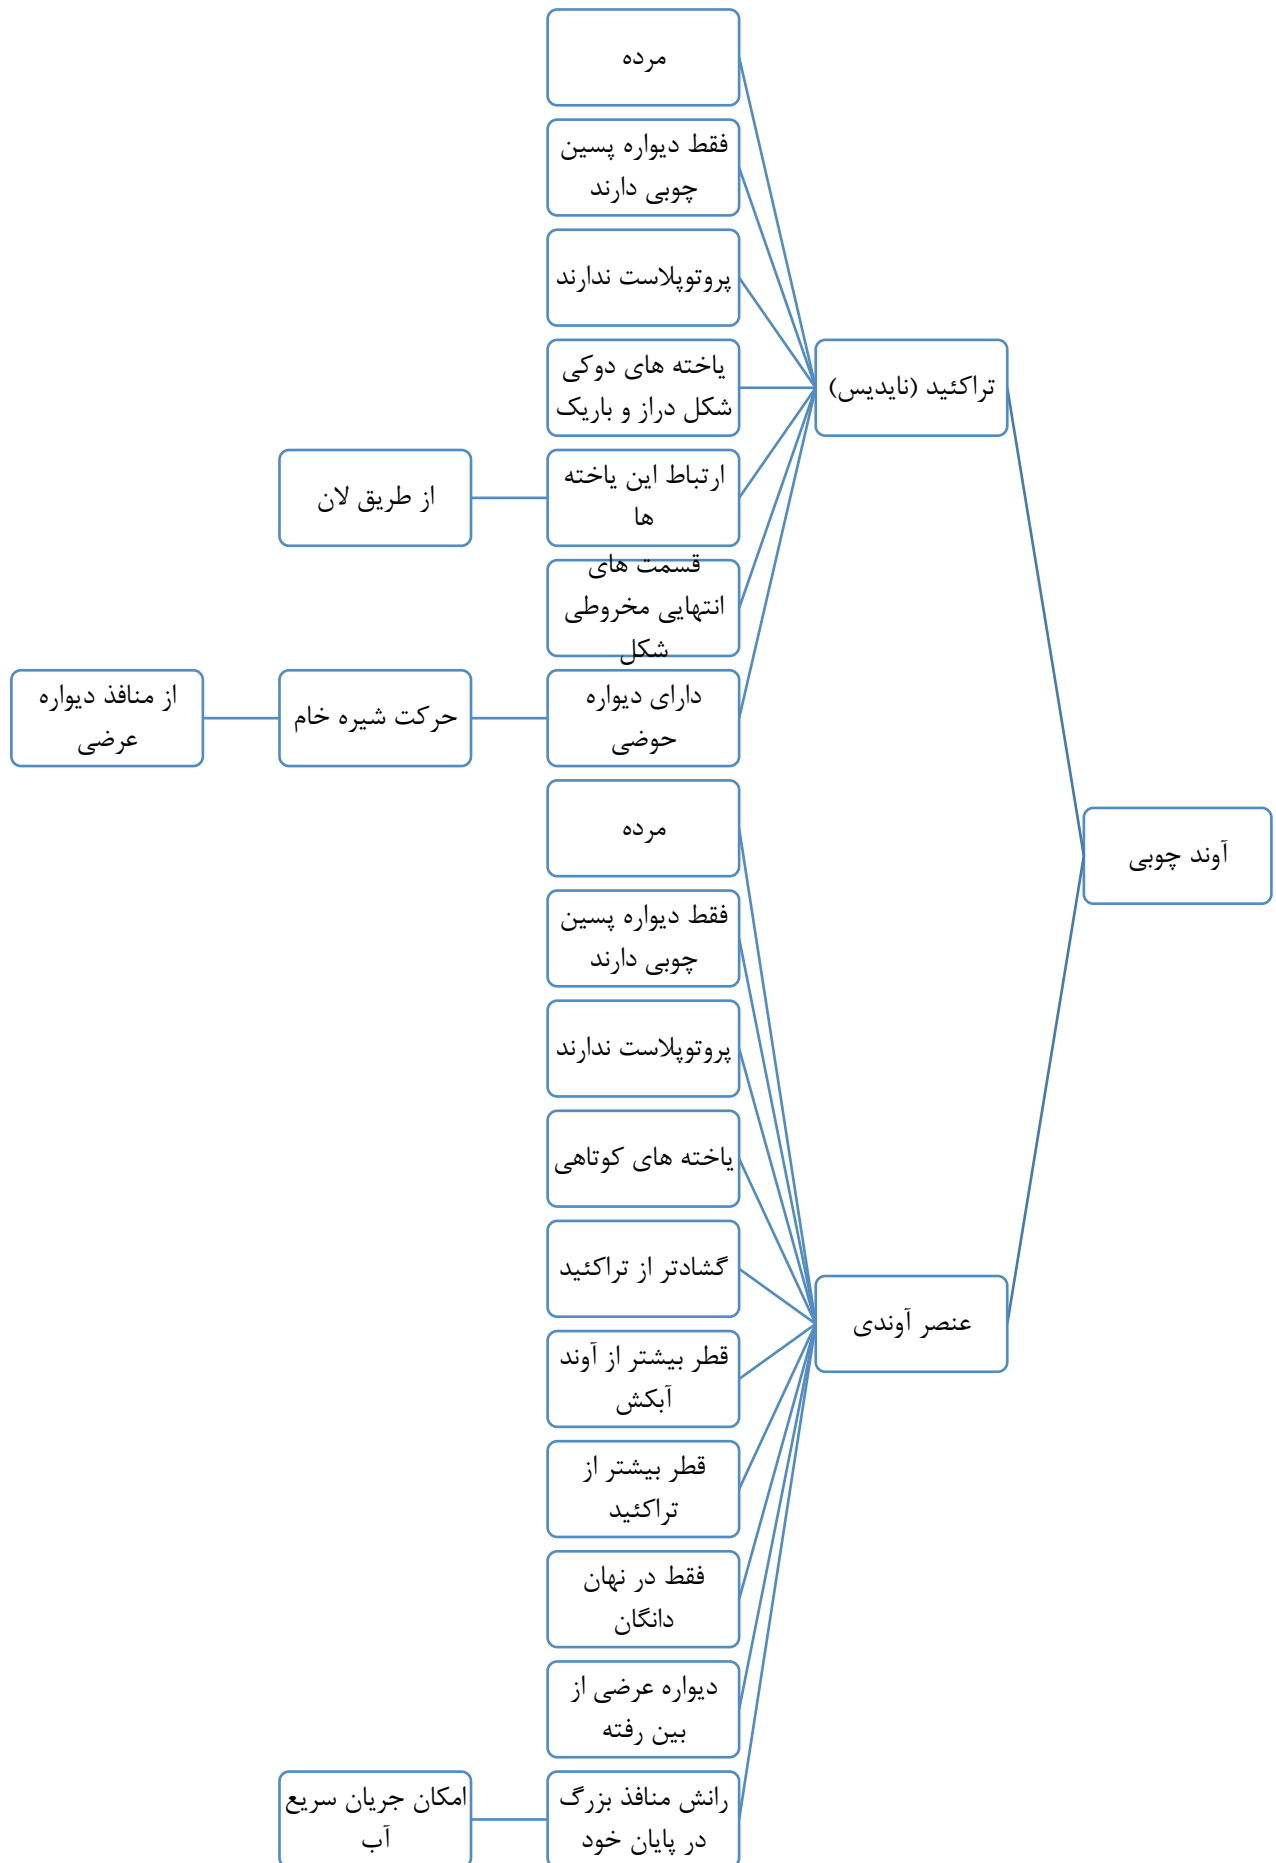 آوند چوبی
تراکئید (نایدیس)
مرده
فقط دیواره پسین
چوبی دارند
پروتوپلاست ندارند
یاخته های دوکی
شکل دراز و باریک
ارتباط این یاخته
ها
از طریق لان
قسمت های
انتهایی مخروطی
شکل
دارای دیواره
حوضی
حرکت شیره خام
از منافذ دیواره
عرضی
عنصر آوندی
مرده
فقط دیواره پسین
چوبی دارند
پروتوپلاست ندارند
یاخته های کوتاهی
گشادتر از تراکئید
قطر بیشتر از آوند
آبکش
قطر بیشتر از
تراکئید
فقط در نهان
دانگان
دیواره عرضی از
بین رفته
رانش منافذ بزرگ
در پایان خود
امکان جریان سریع
آب